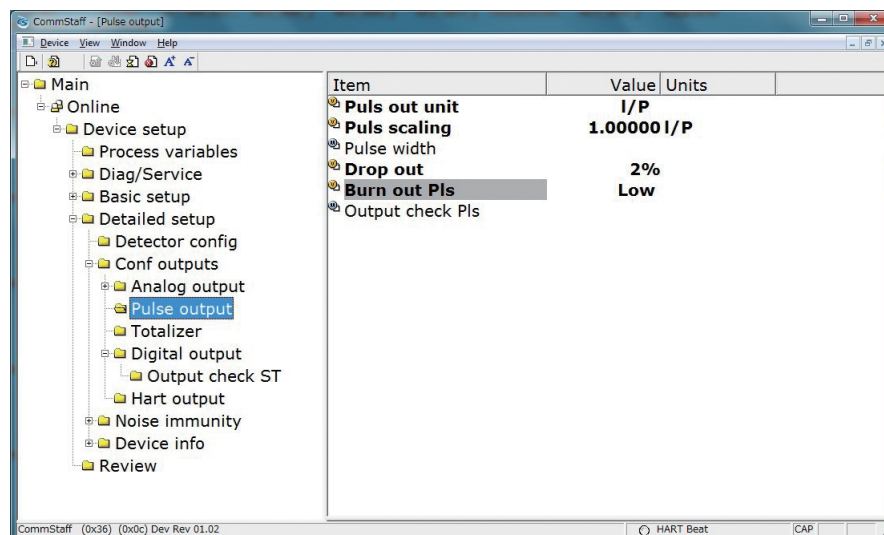 CommStaff - [Pulse output]
Device View Window Help
Main
Online
Device setup
Process variables
Diag/Service
Basic setup
Detailed setup
Detector config
Conf outputs
Analog output
Pulse output
Totalizer
Digital output
Output check ST
Hart output
Noise immunity
Device info
Review
Item Value Units
Puls out unit l/P
Puls scaling 1.00000 l/P
Pulse width
Drop out 2%
Burn out Pls Low
Output check Pls
CommStaff (0x36) (0x0c) Dev Rev 01.02 HART Beat CAP